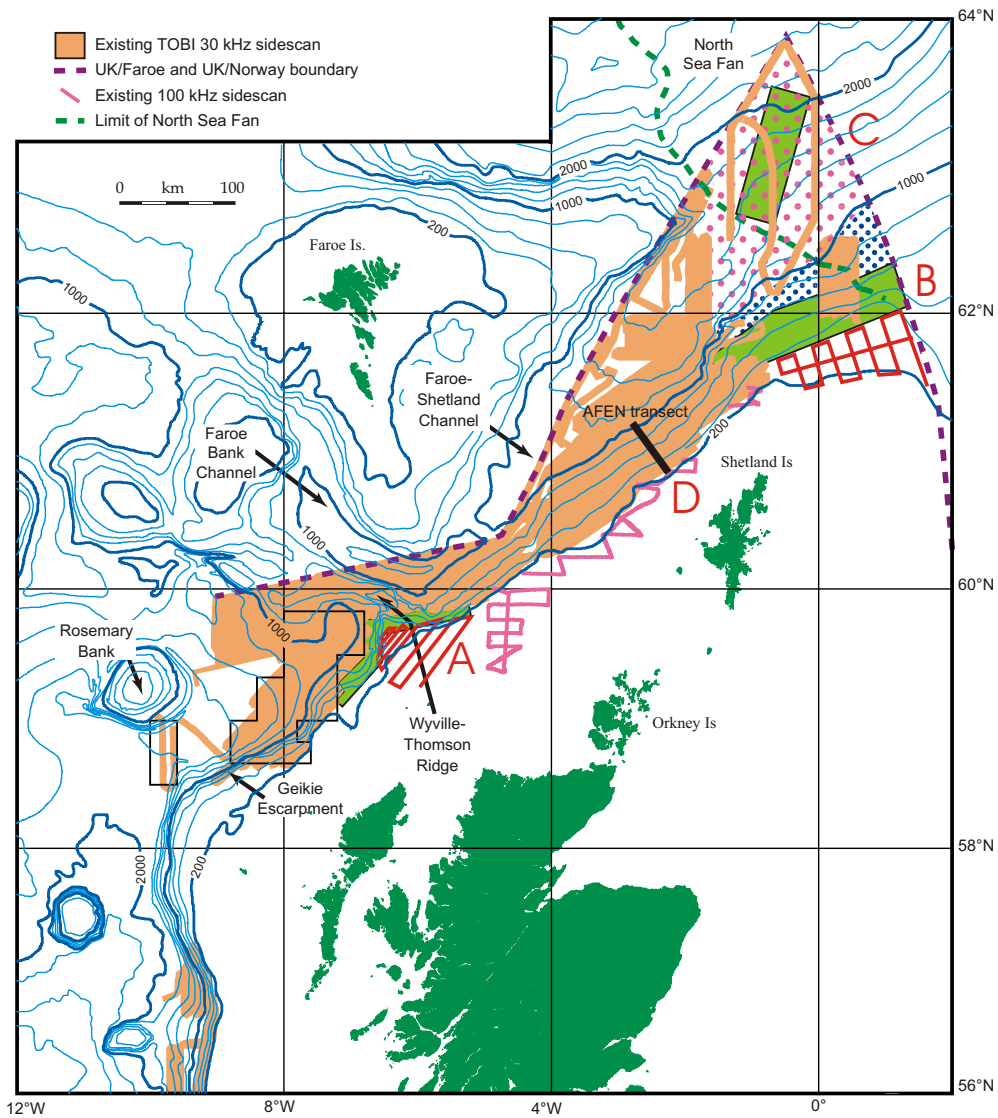 64°N
Existing TOBI 30 kHz sidescan
UK/Faroe and UK/Norway boundary
Existing 100 kHz sidescan
Limit of North Sea Fan
North
Sea Fan
2000
C
0 km 100
2000
1000
1000
200
Faroe Is.
1000
B
62°N
Faroe-
Shetland
Channel
AFEN transect
200
Faroe
Bank
Channel
Shetland Is
D
1000
60°N
1000
Rosemary
Bank
A
Wyville-
Thomson
Ridge
Orkney Is
Geikie
Escarpment
2000
200
58°N
56°N
12°W
8°W
4°W
0°